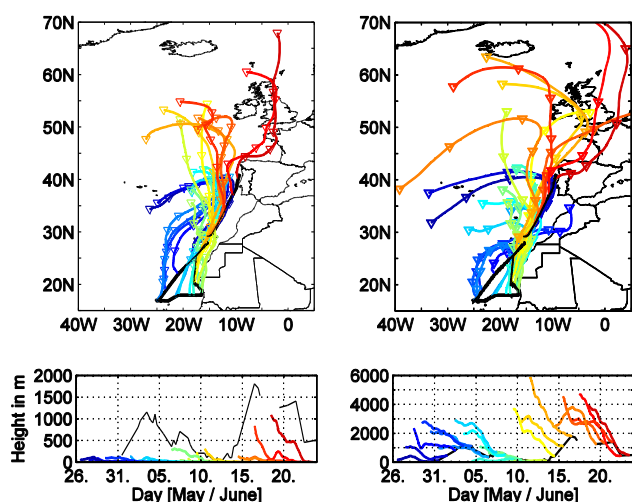 70N
60N
50N
40N
30N
20N
40W 30W 20W 10W 0
70N
60N
50N
40N
30N
20N
40W 30W 20W 10W 0
Height in m
2000
1500
1000
500
0
26. 31. 05. 10. 15. 20.
Day [May / June]
6000
4000
2000
0
26. 31. 05. 10. 15. 20.
Day [May / June]